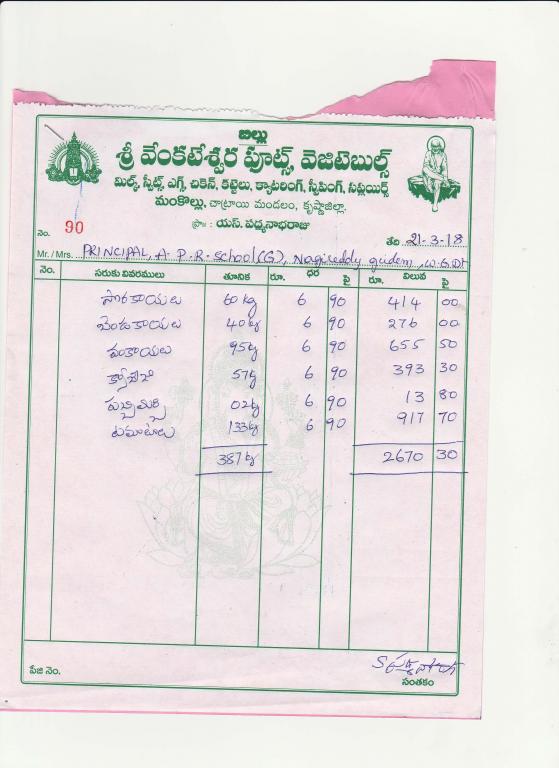 బిల్లు
శ్రీ వేంకటేశ్వర ఫ్రూట్స్, వెజిటెబుల్స్
మిల్క్, స్వీట్స్, ఎగ్స్, చికెన్, కట్టెలు, క్యాటరింగ్, స్వీపింగ్, సప్లయిర్స్
మంకొల్లు, చాట్రాయి మండలం, కృష్ణాజిల్లా.
ప్రొ: యస్. పద్మనాభరాజు
నెం. 90 తేది 21-3-18
Mr. / Mrs. PRINCIPAL, A. P. R. School (G), Nagireddy gudem, W.G.Dt
నెం. సరుకు వివరములు తూనిక రూ. ధర పై రూ. విలువ పై
సొరకాయలు 60 kg 6 90 414 00
బెండకాయలు 40 kg 6 90 276 00
వంకాయలు 95 kg 6 90 655 50
క్యాబేజి 57 kg 6 90 393 30
పచ్చిమిర్చి 02 kg 6 90 13 80
టమోటాలు 133 kg 6 90 917 70
387 kg 2670 30
పేజి నెం.
సంతకం